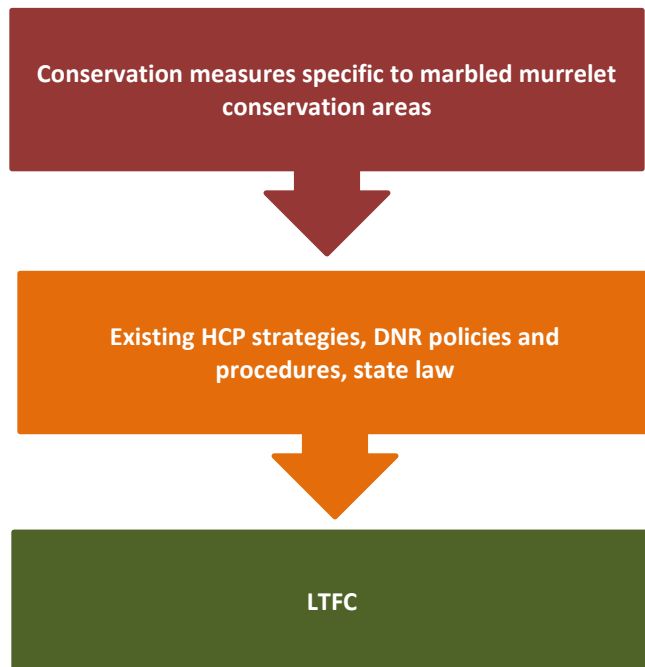 Conservation measures specific to marbled murrelet
conservation areas
Existing HCP strategies, DNR policies and
procedures, state law
LTFC